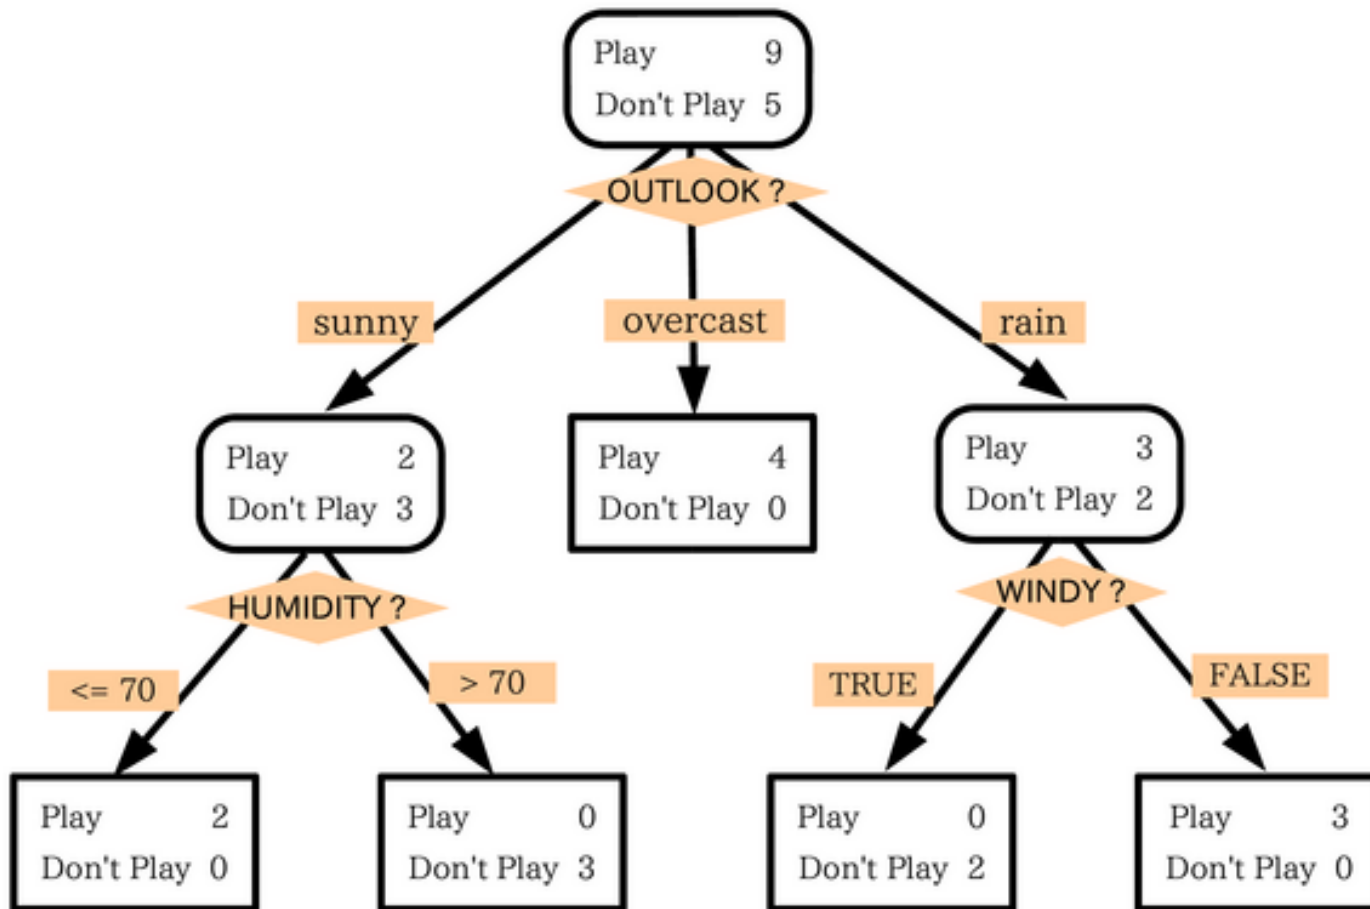 Play 9
Don't Play 5
OUTLOOK ?
sunny
overcast
rain
Play 2
Don't Play 3
Play 4
Don't Play 0
Play 3
Don't Play 2
HUMIDITY ?
WINDY ?
<= 70
> 70
TRUE
FALSE
Play 2
Don't Play 0
Play 0
Don't Play 3
Play 0
Don't Play 2
Play 3
Don't Play 0